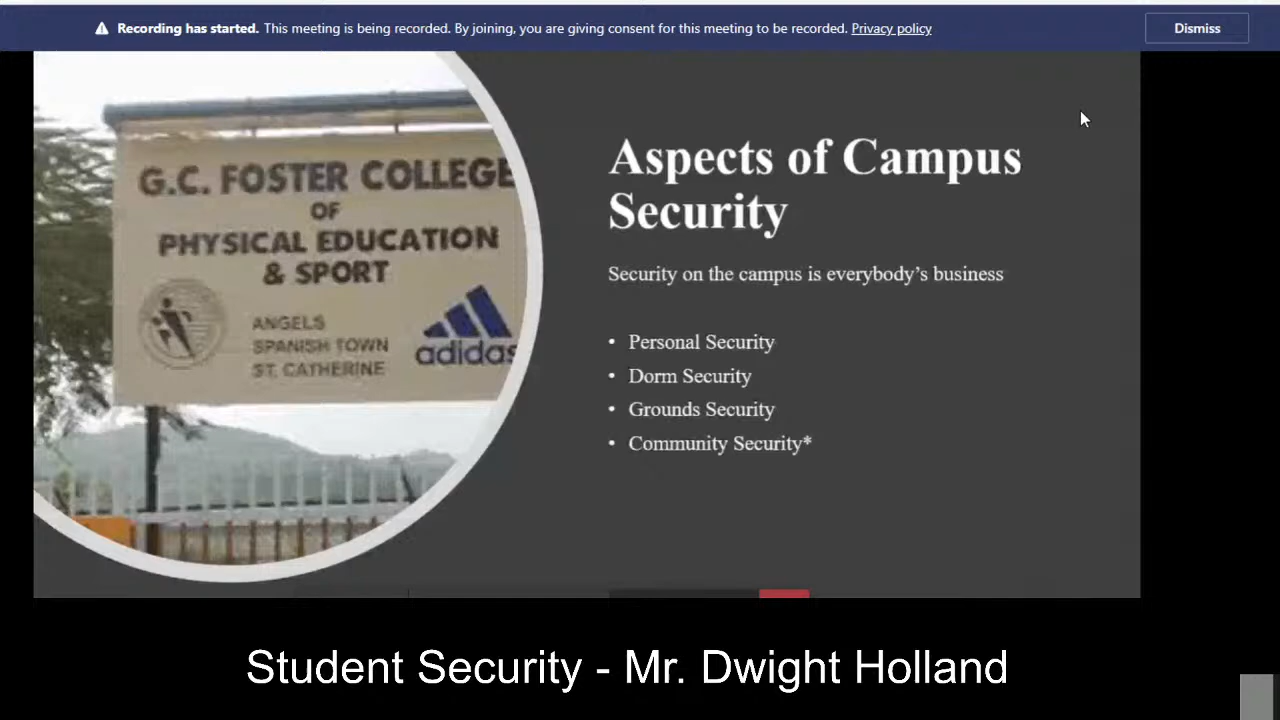 Recording has started. This meeting is being recorded. By joining, you are giving consent for this meeting to be recorded. Privacy policy
Dismiss
G.C. FOSTER COLLEGE
OF
PHYSICAL EDUCATION
& SPORT
ANGELS
SPANISH TOWN
ST. CATHERINE
adidas
Aspects of Campus
Security
Security on the campus is everybody’s business
• Personal Security
• Dorm Security
• Grounds Security
• Community Security*
Student Security - Mr. Dwight Holland